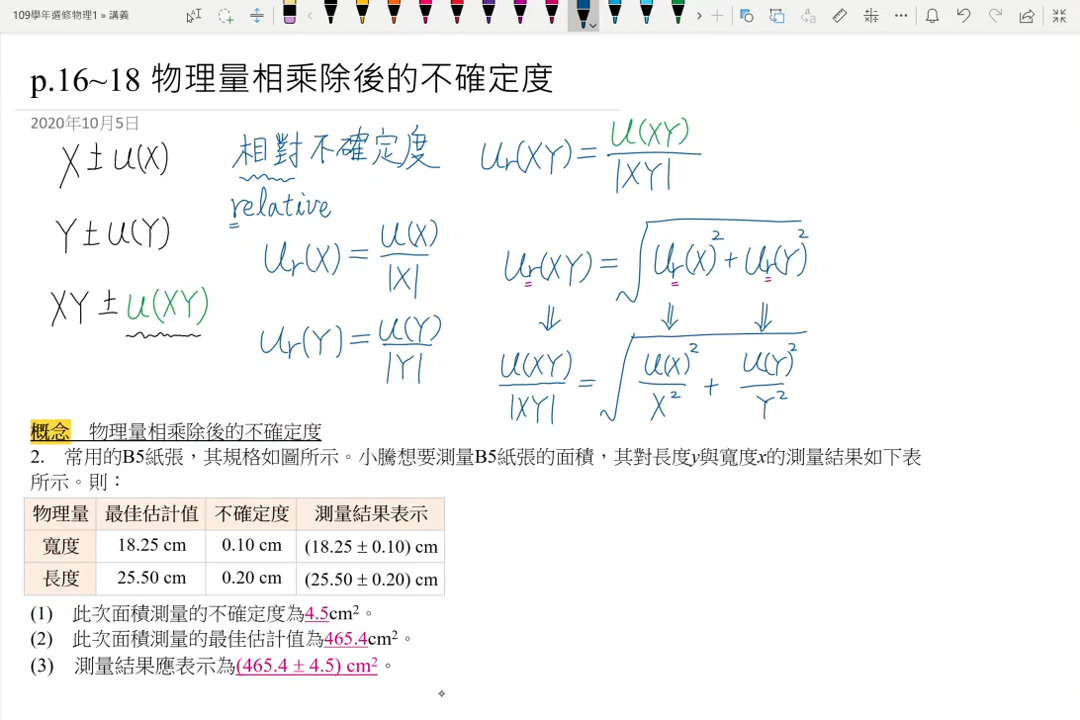 109學年選修物理1 » 講義
p.16~18 物理量相乘除後的不確定度
2020年10月5日
X ± u(X)
Y ± u(Y)
XY ± u(XY)
相對不確定度
relative
Ur(X) = u(X) / |X|
Ur(Y) = u(Y) / |Y|
Ur(XY) = u(XY) / |XY|
Ur(XY) = √(Ur(X)² + Ur(Y)²)
⇓ ⇓ ⇓
u(XY) / |XY| = √(u(X)² / X² + u(Y)² / Y²)
概念 物理量相乘除後的不確定度
2. 常用的B5紙張，其規格如圖所示。小騰想要測量B5紙張的面積，其對長度y與寬度x的測量結果如下表
所示。則：
物理量 最佳估計值 不確定度 測量結果表示
寬度 18.25 cm 0.10 cm (18.25 ± 0.10) cm
長度 25.50 cm 0.20 cm (25.50 ± 0.20) cm
(1) 此次面積測量的不確定度為4.5cm²。
(2) 此次面積測量的最佳估計值為465.4cm²。
(3) 測量結果應表示為(465.4 ± 4.5) cm²。